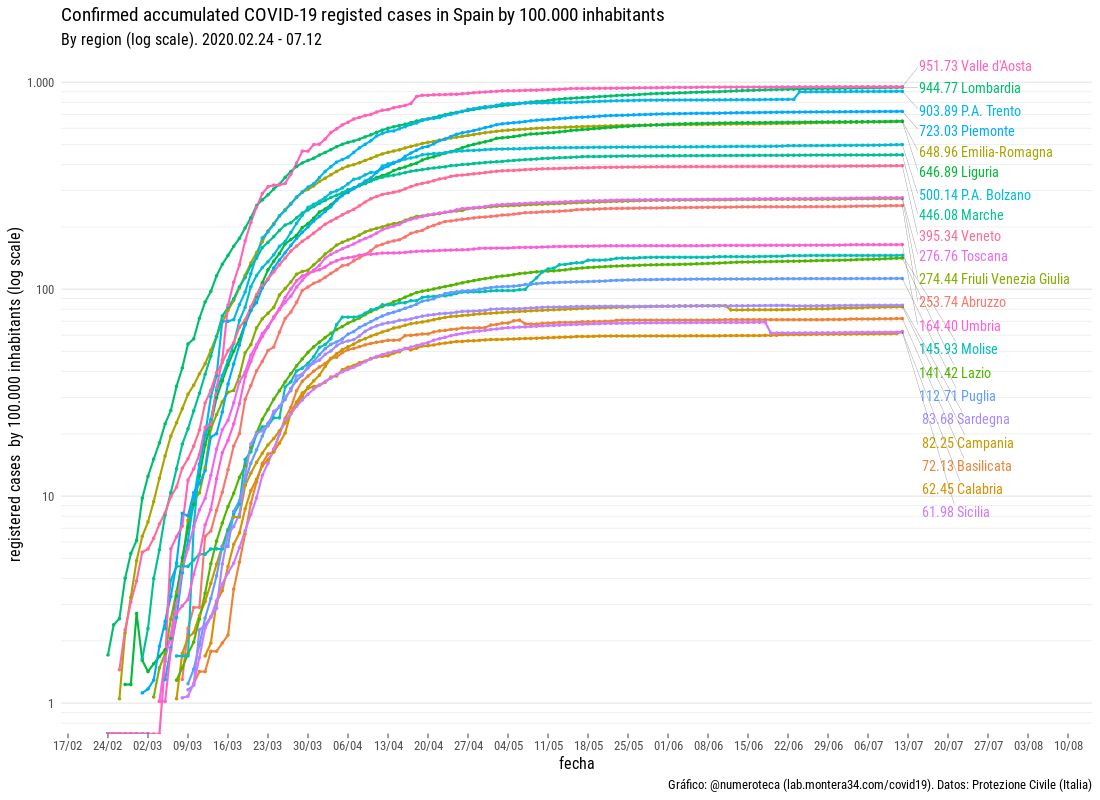 Confirmed accumulated COVID-19 registed cases in Spain by 100.000 inhabitants
By region (log scale). 2020.02.24 - 07.12
registered cases by 100.000 inhabitants (log scale)
1.000
100
10
1
951.73 Valle d'Aosta
944.77 Lombardia
903.89 P.A. Trento
723.03 Piemonte
648.96 Emilia-Romagna
646.89 Liguria
500.14 P.A. Bolzano
446.08 Marche
395.34 Veneto
276.76 Toscana
274.44 Friuli Venezia Giulia
253.74 Abruzzo
164.40 Umbria
145.93 Molise
141.42 Lazio
112.71 Puglia
83.68 Sardegna
82.25 Campania
72.13 Basilicata
62.45 Calabria
61.98 Sicilia
17/02 24/02 02/03 09/03 16/03 23/03 30/03 06/04 13/04 20/04 27/04 04/05 11/05 18/05 25/05 01/06 08/06 15/06 22/06 29/06 06/07 13/07 20/07 27/07 03/08 10/08
fecha
Gráfico: @numeroteca (lab.montera34.com/covid19). Datos: Protezione Civile (Italia)